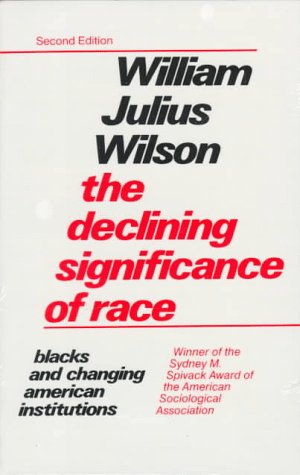 Second Edition
William
Julius
Wilson
the
declining
significance
of race
blacks
and changing
american
institutions
Winner of the
Sydney M.
Spivack Award of
the American
Sociological
Association